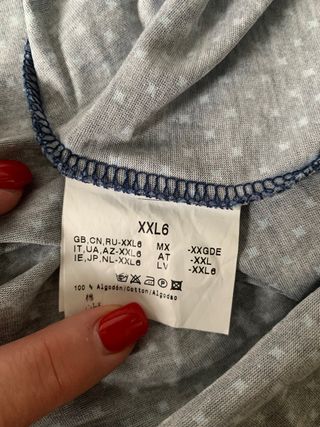 XXL6
GB,CN,RU-XXL6 MX -XXGDE
IT,UA,AZ-XXL6 AT -XXL
IE,JP,NL-XXL6 LV -XXL6
100 % Algodón/Cotton/Algodao
棉